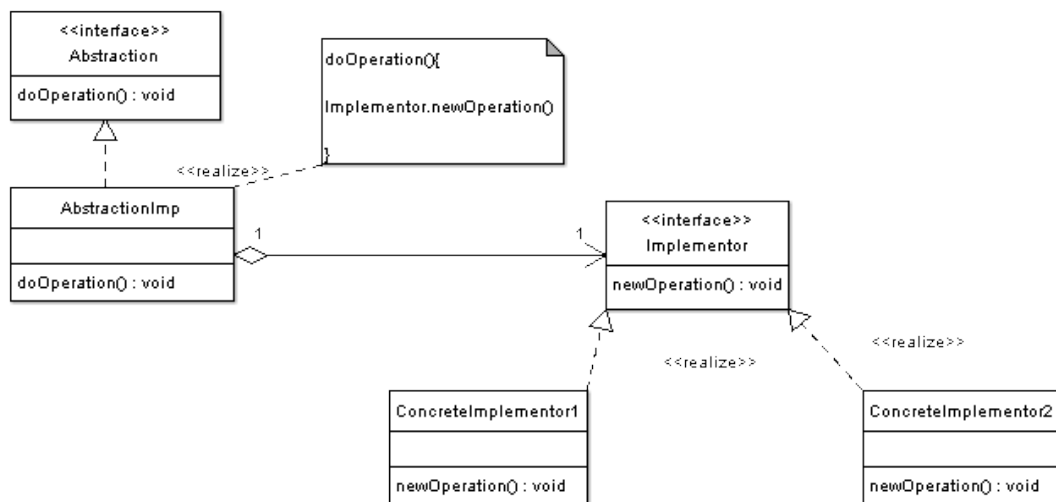 <<interface>>
Abstraction
doOperation() : void
doOperation(){
Implementor.newOperation()
}
<<realize>>
AbstractionImp
doOperation() : void
1
1
<<interface>>
Implementor
newOperation() : void
<<realize>>
<<realize>>
ConcreteImplementor1
newOperation() : void
ConcreteImplementor2
newOperation() : void